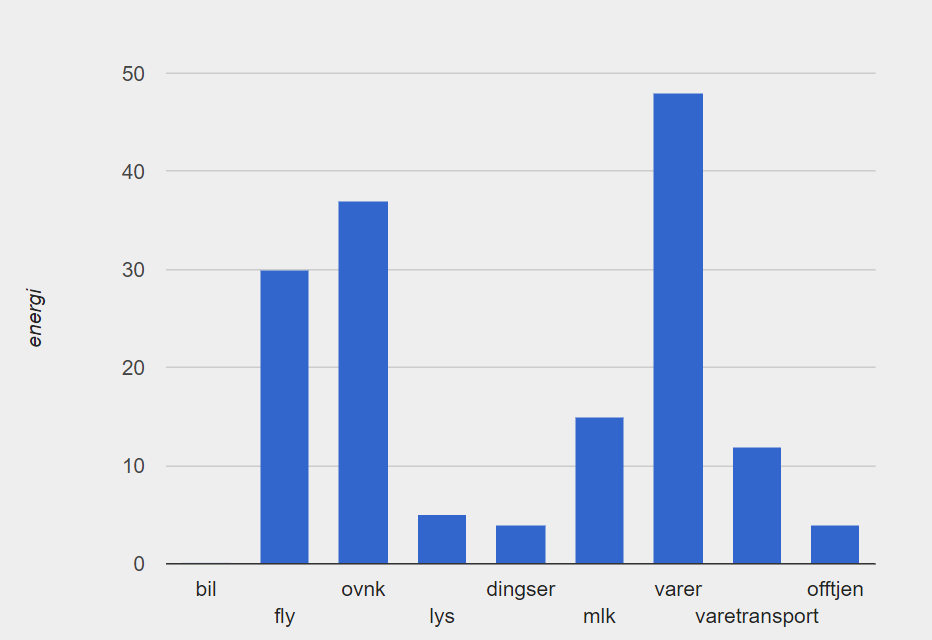 50
40
30
20
10
0
energi
bil
ovnk
dingser
varer
offtjen
fly
lys
mlk
varetransport